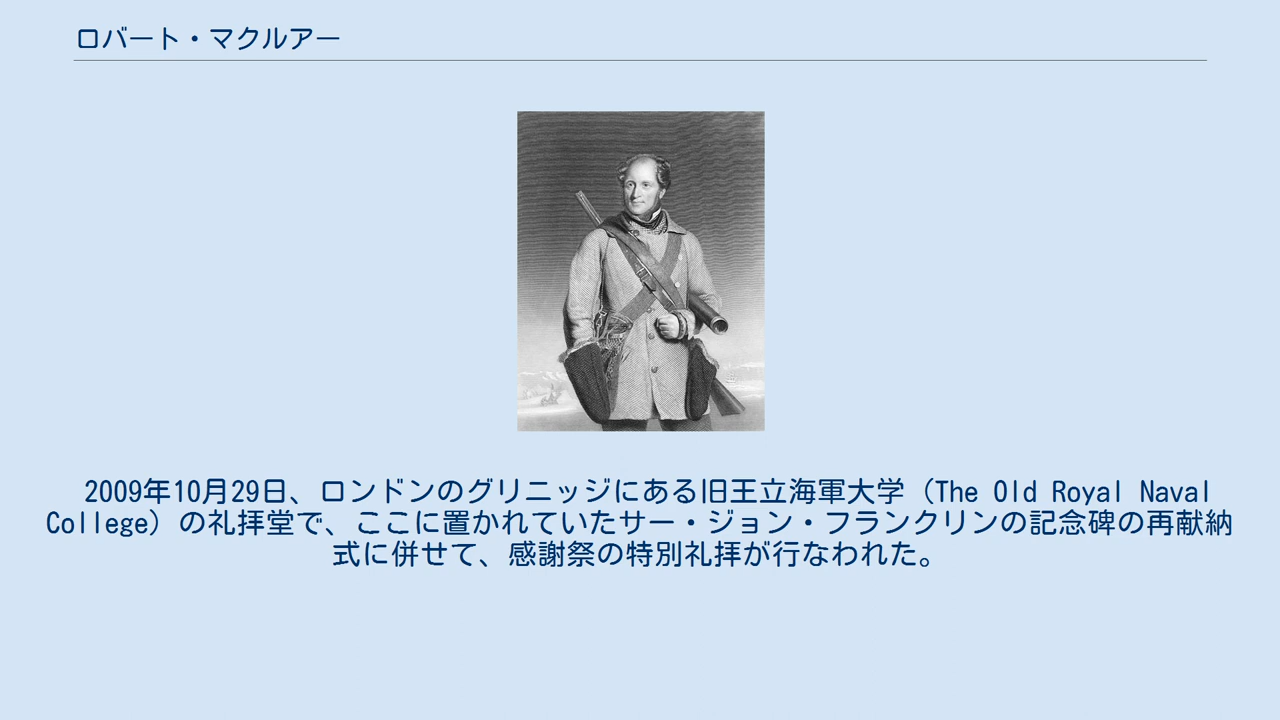 ロバート・マクルアー
2009年10月29日、ロンドンのグリニッジにある旧王立海軍大学（The Old Royal Naval
College）の礼拝堂で、ここに置かれていたサー・ジョン・フランクリンの記念碑の再献納
式に併せて、感謝祭の特別礼拝が行なわれた。